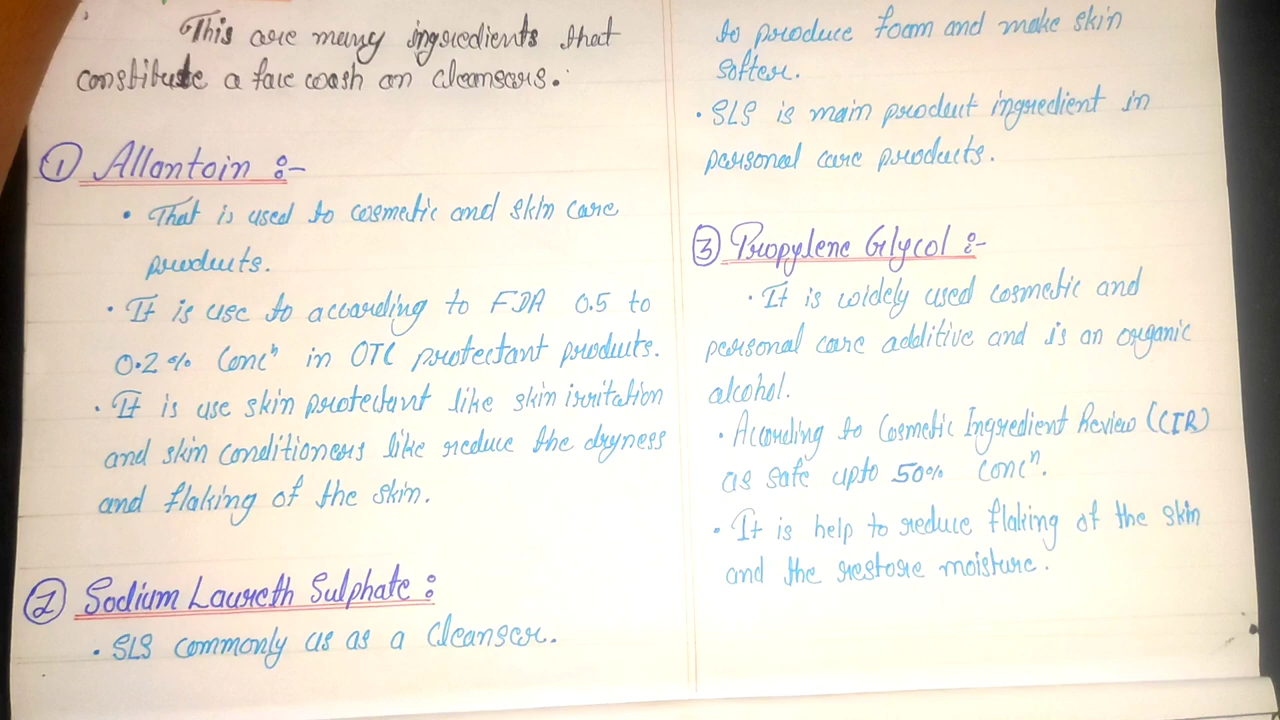 This are many ingredients that
constitute a face wash an cleansers.
① Allantoin :-
• That is used to cosmetic and skin care
products.
• It is use to according to FDA 0.5 to
0.2% Concⁿ in OTC protectant products.
• It is use skin protectant like skin irritation
and skin conditioners like reduce the dryness
and flaking of the skin.
② Sodium Laureth Sulphate :
• SLS commonly us as a cleanser.
to produce foam and make skin
softer.
• SLS is main product ingredient in
personal care products.
③ Propylene Glycol :-
• It is widely used cosmetic and
personal care additive and is an organic
alcohol.
• According to Cosmetic Ingredient Review (CIR)
as safe upto 50% concⁿ.
• It is help to reduce flaking of the skin
and the restore moisture.